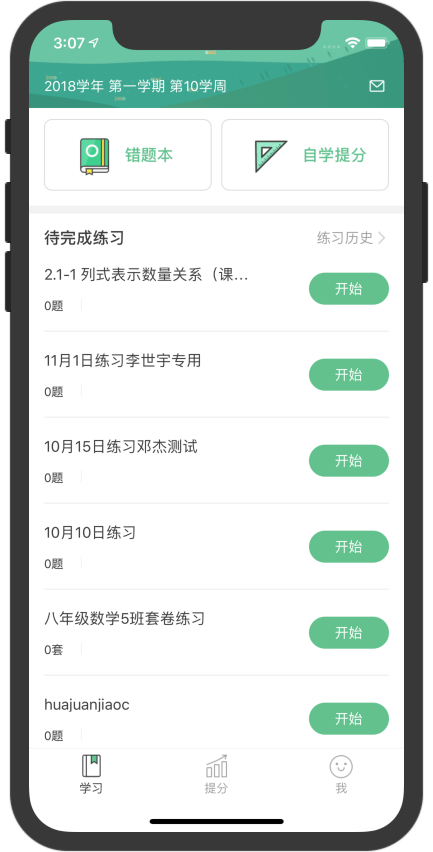 3:07
2018学年 第一学期 第10学周
错题本
自学提分
待完成练习
练习历史
2.1-1 列式表示数量关系（课...
开始
0题
11月1日练习李世宇专用
开始
0题
10月15日练习邓杰测试
开始
0题
10月10日练习
开始
0题
八年级数学5班套卷练习
开始
0套
huajuanjiaoc
开始
0题
学习
提分
我